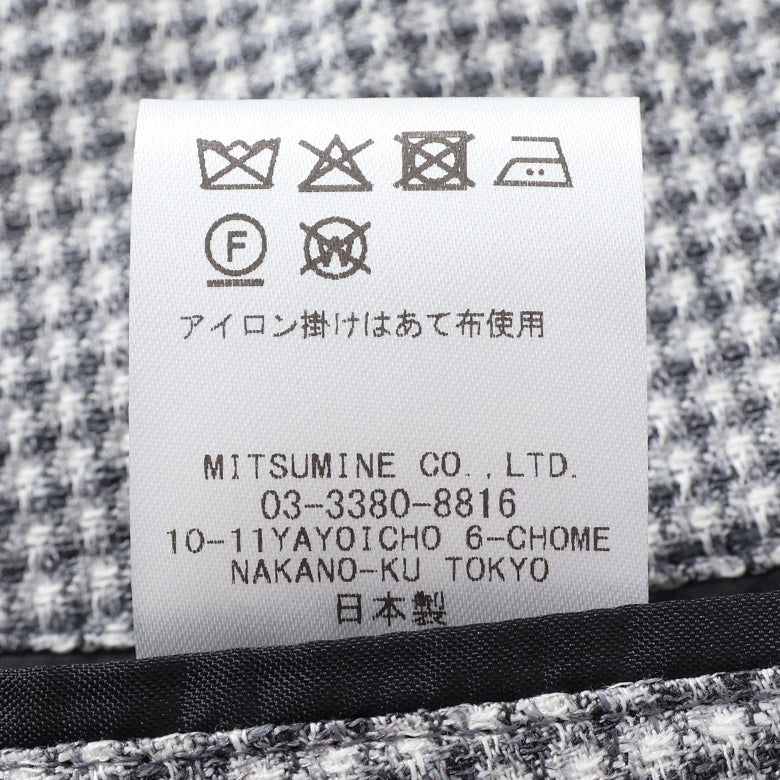 F
W
アイロン掛けはあて布使用
MITSUMINE CO.,LTD.
03-3380-8816
10-11YAYOICHO 6-CHOME
NAKANO-KU TOKYO
日本製